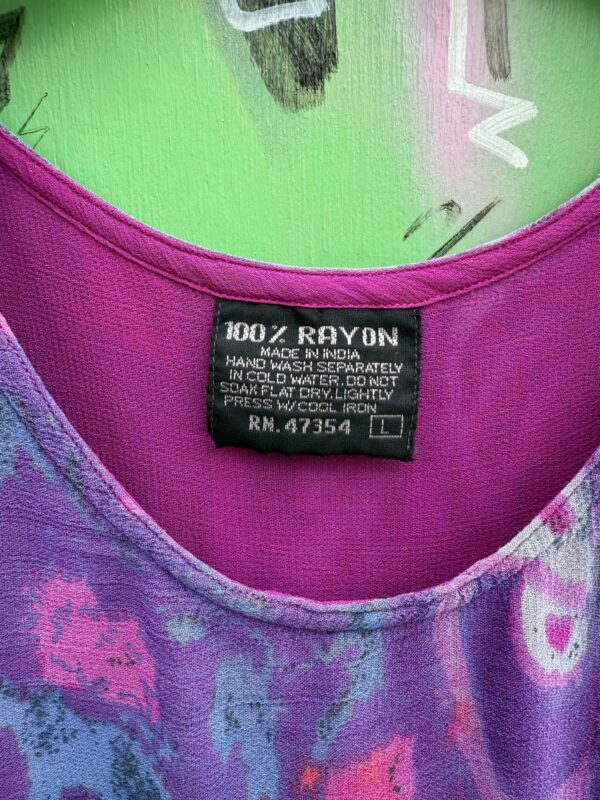 100% RAYON
MADE IN INDIA
HAND WASH SEPARATELY
IN COLD WATER. DO NOT
SOAK FLAT DRY. LIGHTLY
PRESS W/COOL IRON
RN. 47354 L